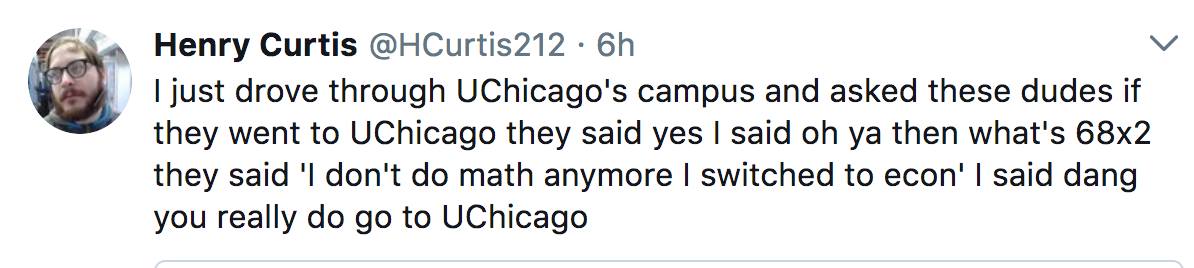 Henry Curtis @HCurtis212 · 6h
I just drove through UChicago's campus and asked these dudes if
they went to UChicago they said yes I said oh ya then what's 68x2
they said 'I don't do math anymore I switched to econ' I said dang
you really do go to UChicago